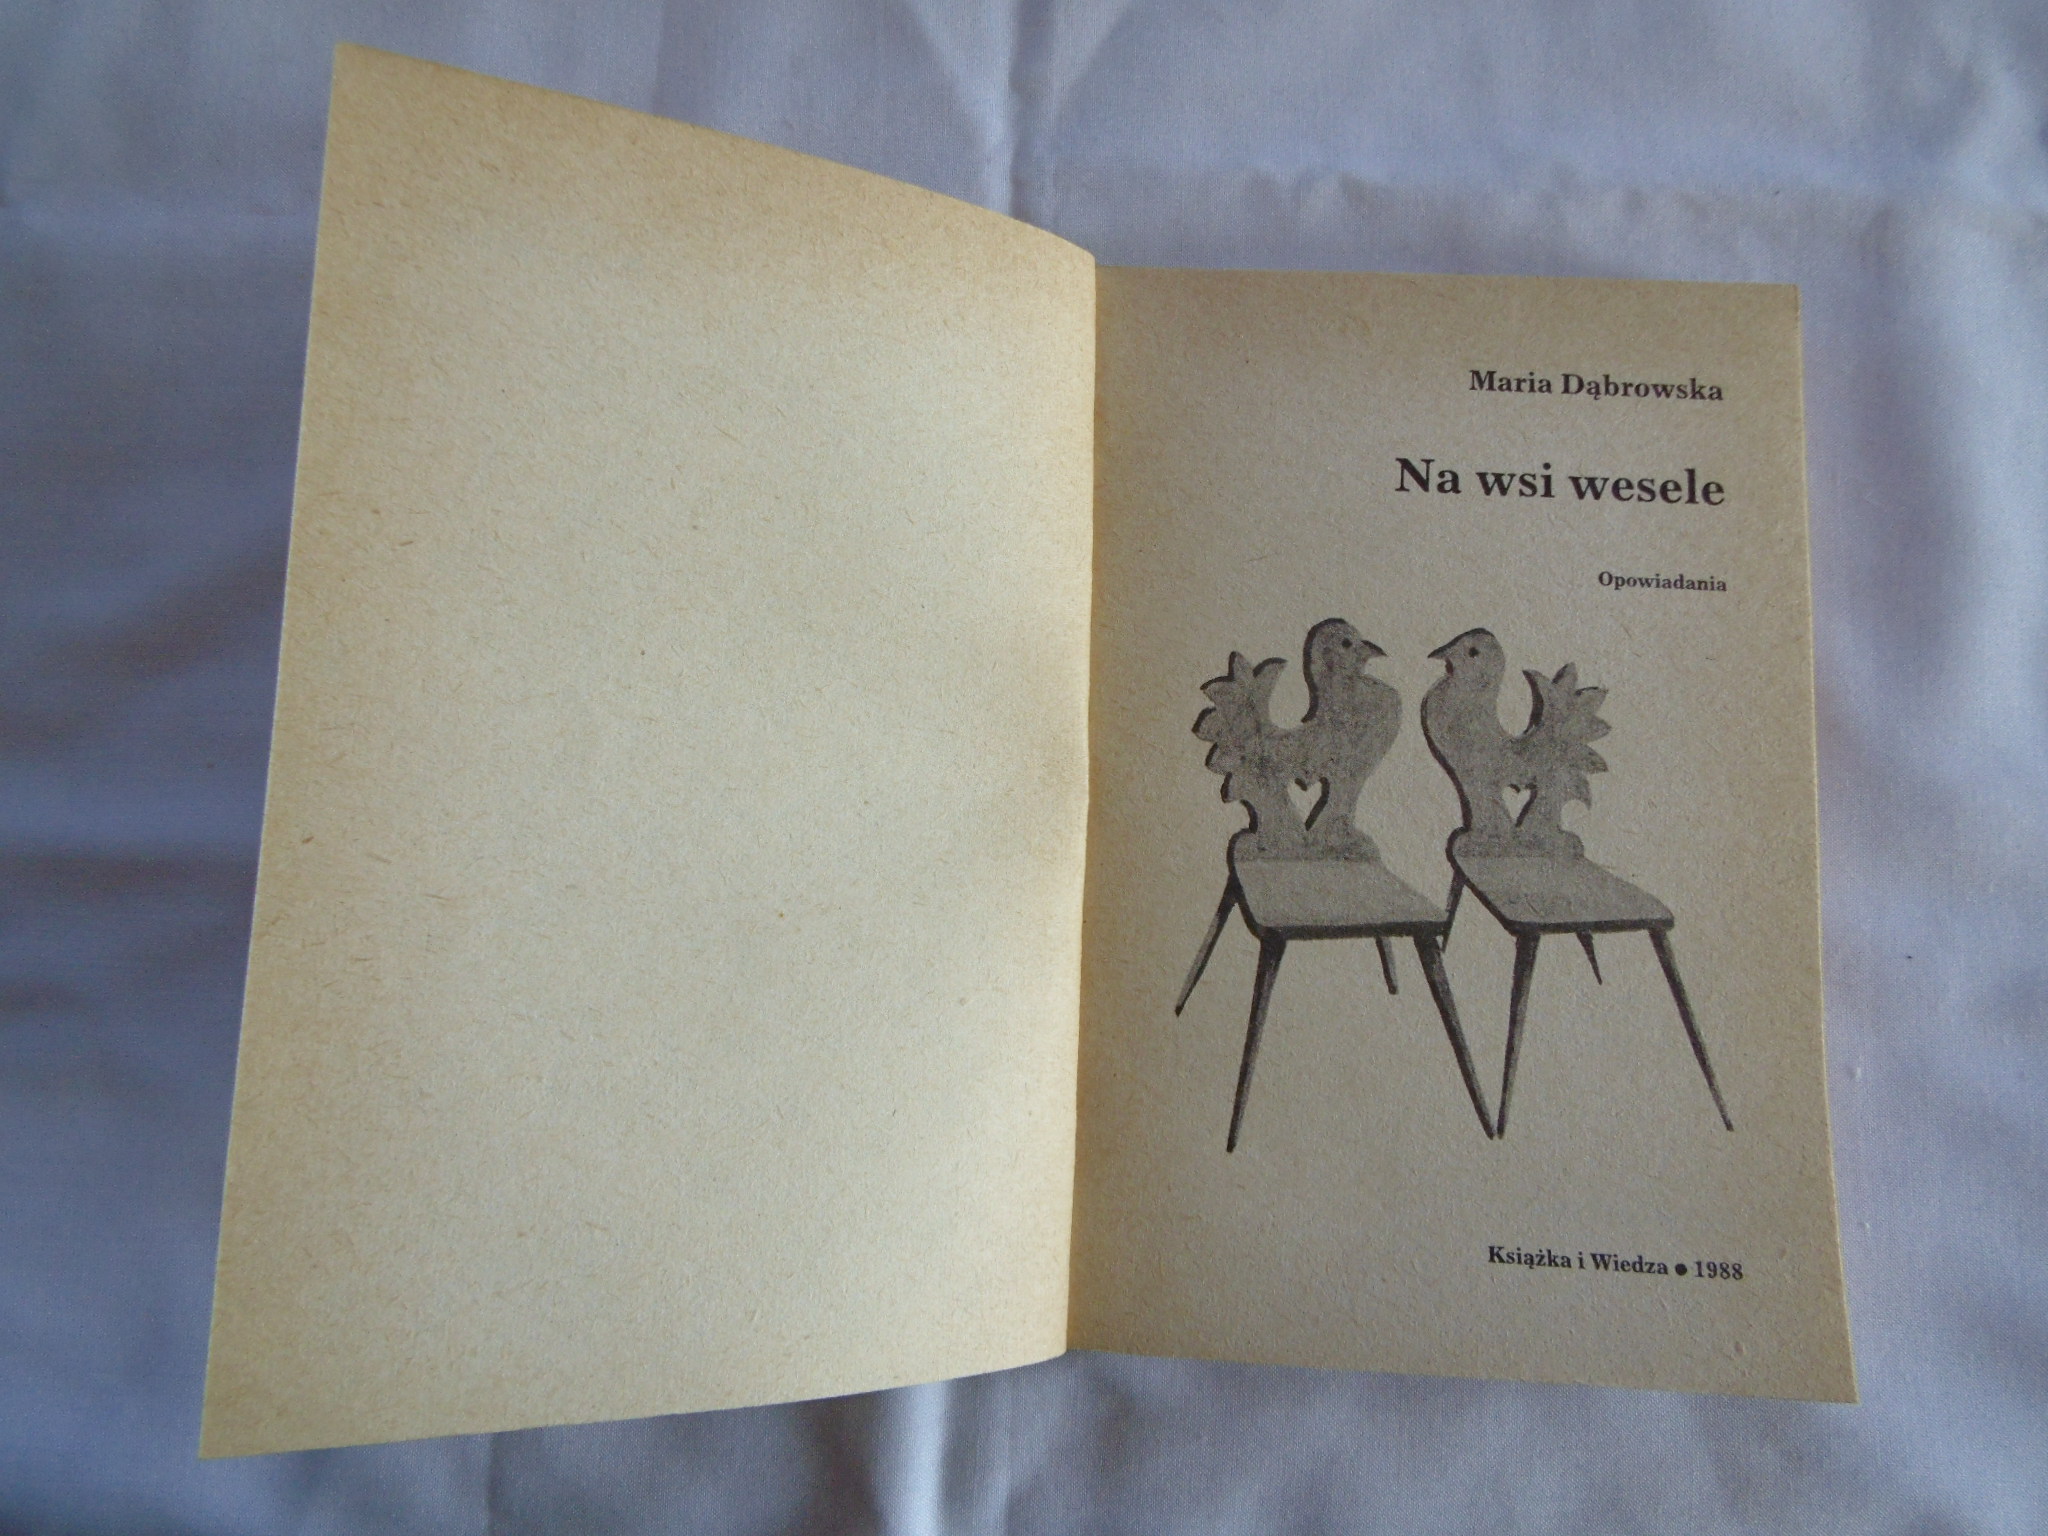 Maria Dąbrowska
Na wsi wesele
Opowiadania
Książka i Wiedza ● 1988